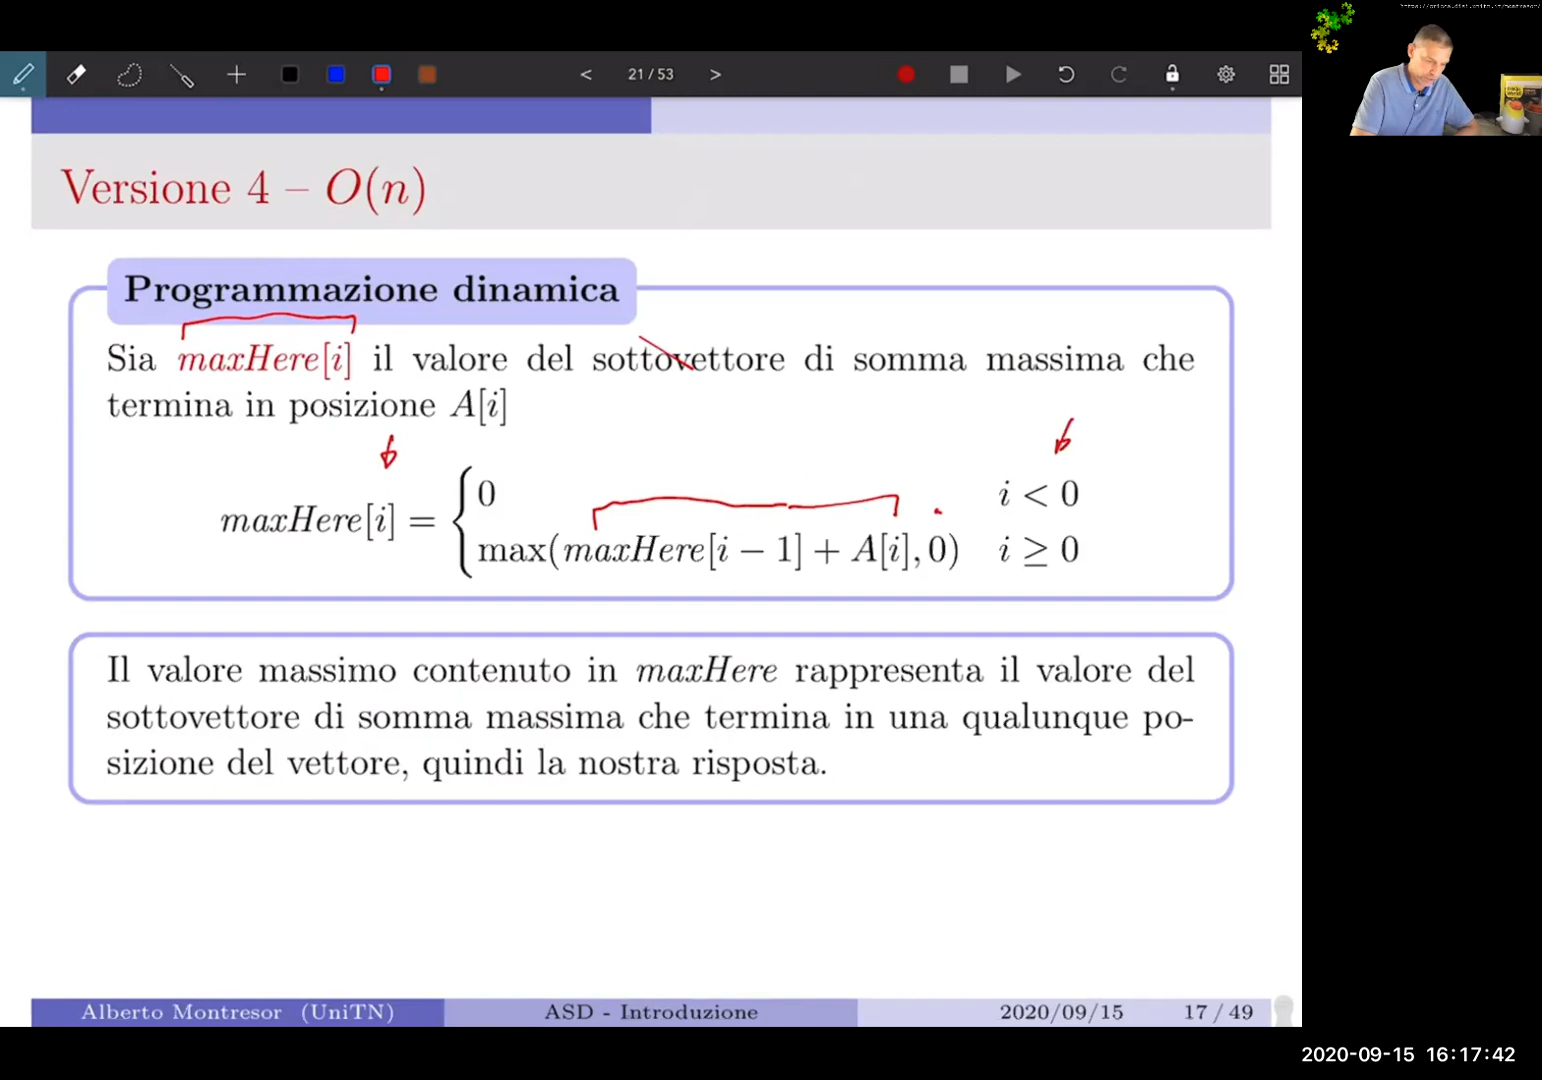 21 / 53
Versione 4 – O(n)
Programmazione dinamica
Sia maxHere[i] il valore del sottovettore di somma massima che
termina in posizione A[i]
maxHere[i] = { 0 i < 0
max(maxHere[i − 1] + A[i], 0) i ≥ 0
Il valore massimo contenuto in maxHere rappresenta il valore del
sottovettore di somma massima che termina in una qualunque po-
sizione del vettore, quindi la nostra risposta.
Alberto Montresor (UniTN) ASD - Introduzione 2020/09/15 17 / 49
2020-09-15 16:17:42